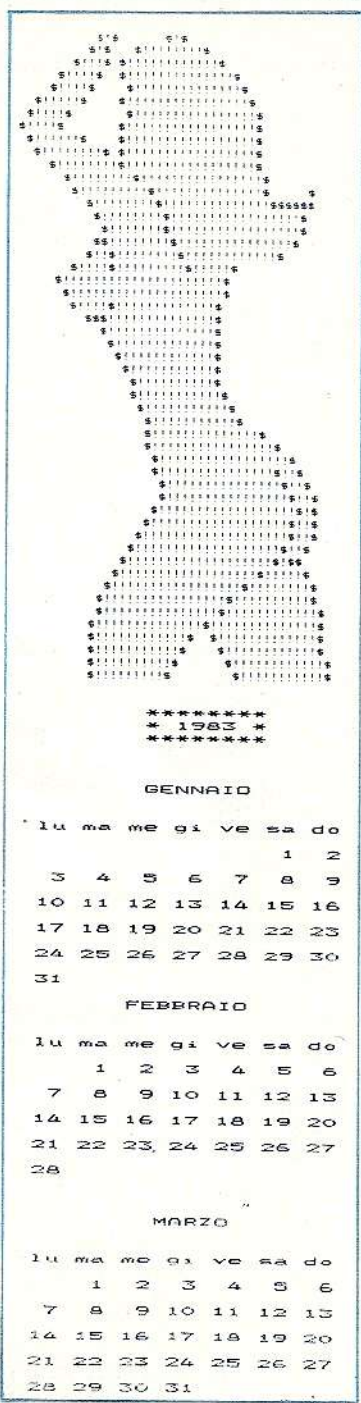 * * * * * * * *
* 1983 *
* * * * * * * *
GENNAIO
lu ma me gi ve sa do
1 2
3 4 5 6 7 8 9
10 11 12 13 14 15 16
17 18 19 20 21 22 23
24 25 26 27 28 29 30
31
FEBBRAIO
lu ma me gi ve sa do
1 2 3 4 5 6
7 8 9 10 11 12 13
14 15 16 17 18 19 20
21 22 23 24 25 26 27
28
MARZO
lu ma me gi ve sa do
1 2 3 4 5 6
7 8 9 10 11 12 13
14 15 16 17 18 19 20
21 22 23 24 25 26 27
28 29 30 31